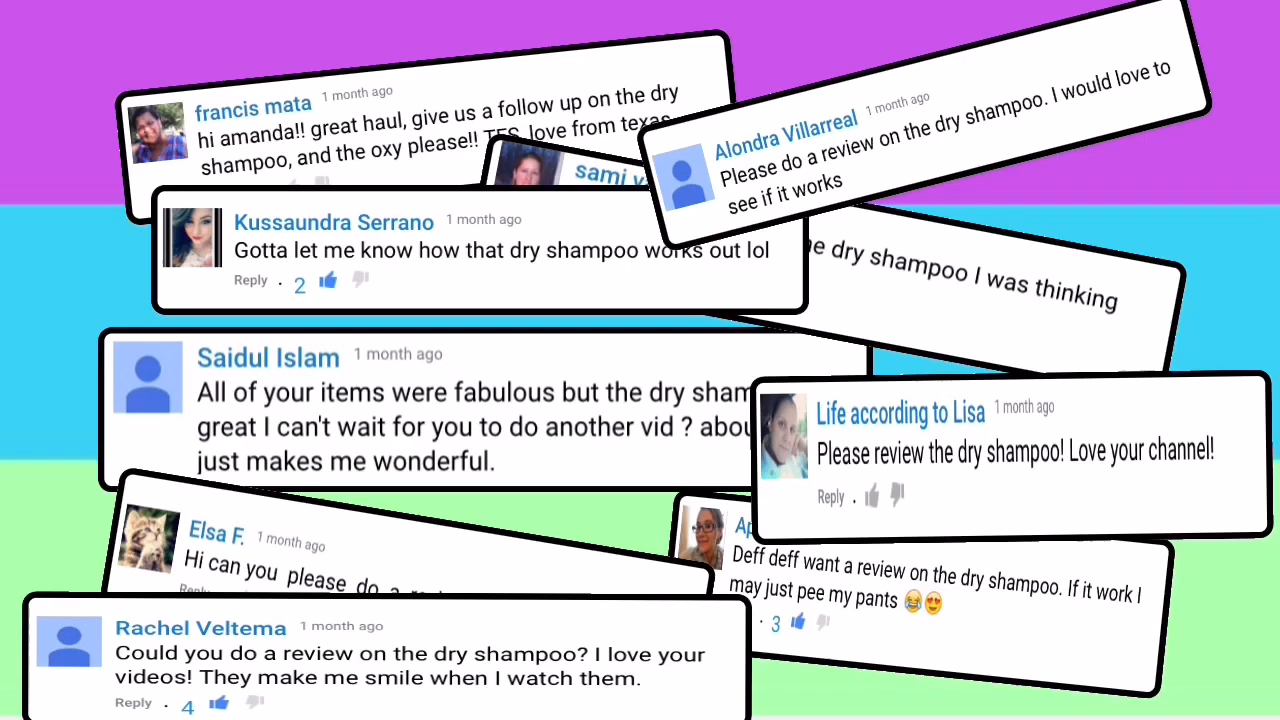 francis mata 1 month ago
hi amanda!! great haul, give us a follow up on the dry
shampoo, and the oxy please!! love from texas
Alondra Villarreal 1 month ago
Please do a review on the dry shampoo. I would love to
see if it works
sami
Kussaundra Serrano 1 month ago
Gotta let me know how that dry shampoo works out lol
Reply · 2
dry shampoo I was thinking
Saidul Islam 1 month ago
All of your items were fabulous but the dry sham
great I can't wait for you to do another vid ? abou
just makes me wonderful.
Life according to Lisa 1 month ago
Please review the dry shampoo! Love your channel!
Reply ·
Elsa F. 1 month ago
Hi can you please do a
Deff deff want a review on the dry shampoo. If it work I
may just pee my pants 😂😍
· 3
Rachel Veltema 1 month ago
Could you do a review on the dry shampoo? I love your
videos! They make me smile when I watch them.
Reply · 4